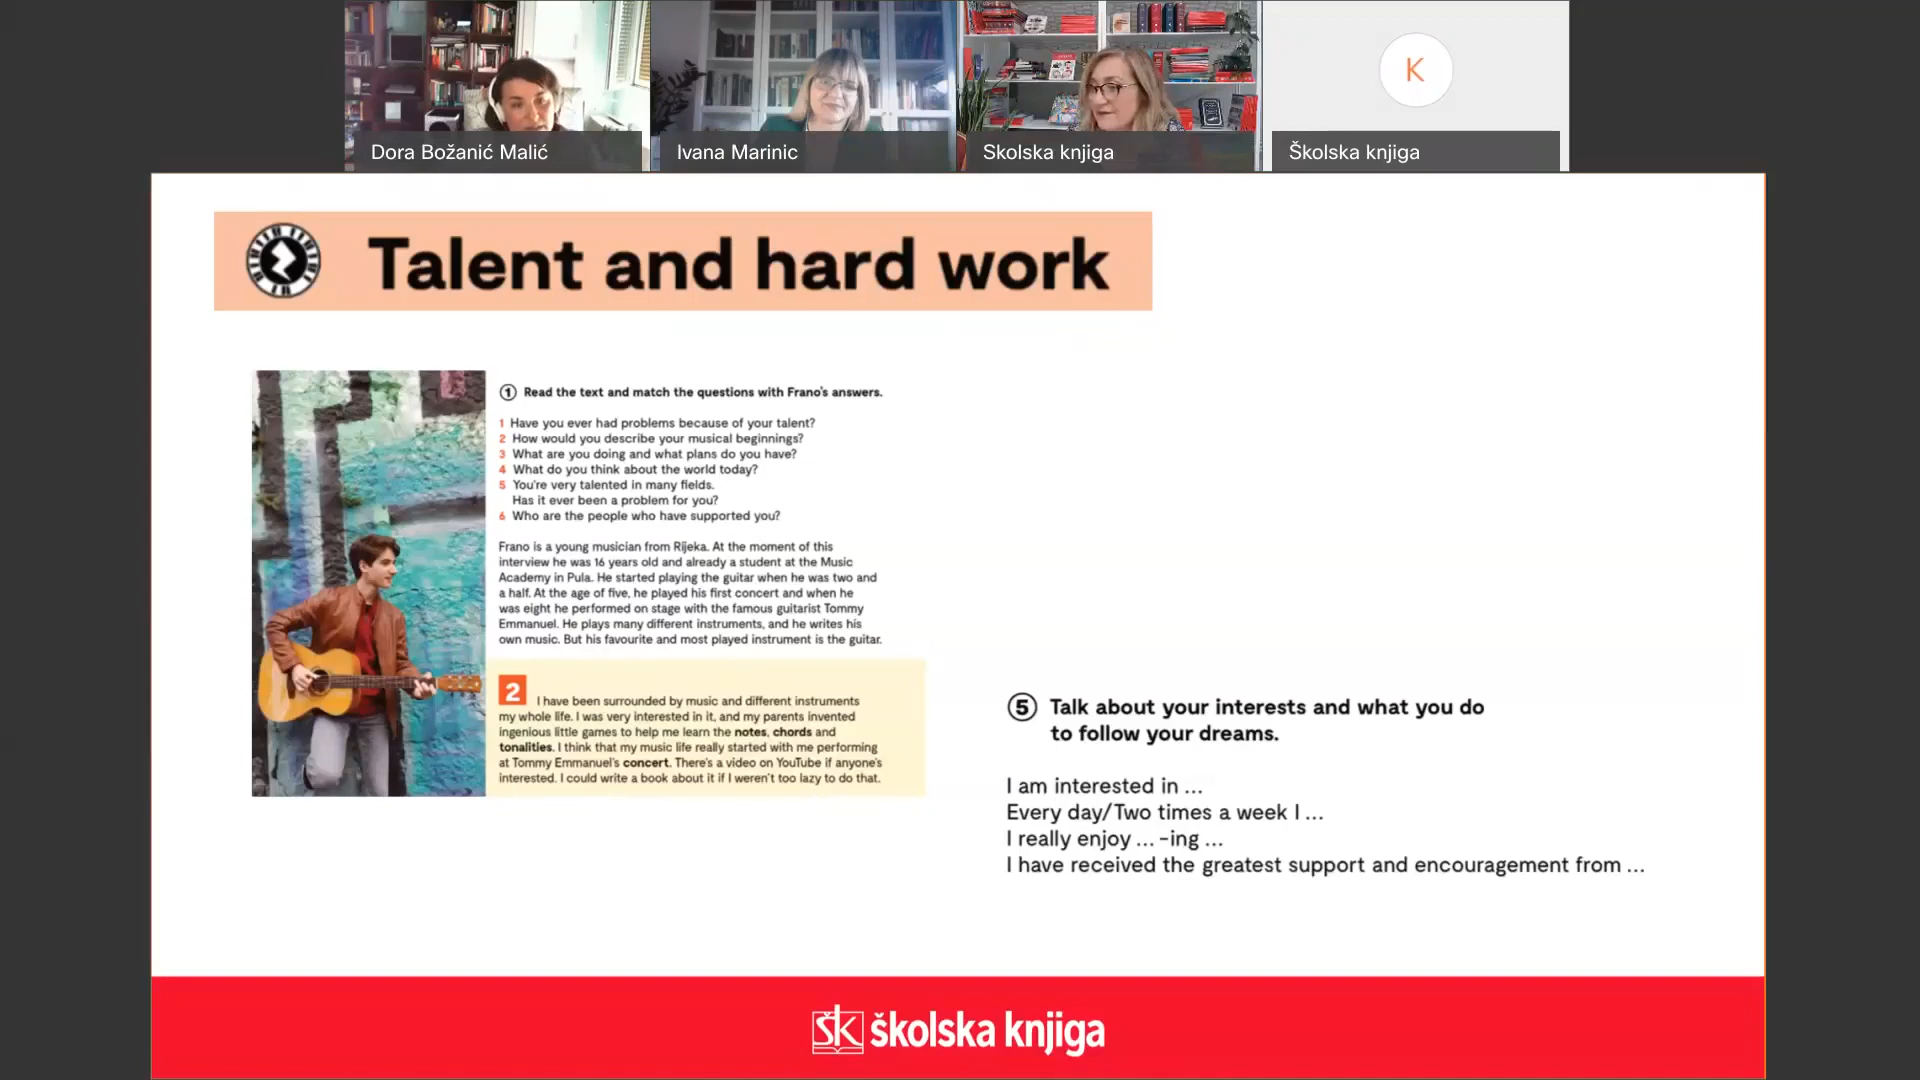 Dora Božanić Malić
Ivana Marinic
Skolska knjiga
K
Školska knjiga
Talent and hard work
1 Read the text and match the questions with Frano's answers.
1 Have you ever had problems because of your talent?
2 How would you describe your musical beginnings?
3 What are you doing and what plans do you have?
4 What do you think about the world today?
5 You're very talented in many fields.
Has it ever been a problem for you?
6 Who are the people who have supported you?
Frano is a young musician from Rijeka. At the moment of this
interview he was 16 years old and already a student at the Music
Academy in Pula. He started playing the guitar when he was two and
a half. At the age of five, he played his first concert and when he
was eight he performed on stage with the famous guitarist Tommy
Emmanuel. He plays many different instruments, and he writes his
own music. But his favourite and most played instrument is the guitar.
2 I have been surrounded by music and different instruments
my whole life. I was very interested in it, and my parents invented
ingenious little games to help me learn the notes, chords and
tonalities. I think that my music life really started with me performing
at Tommy Emmanuel's concert. There's a video on YouTube if anyone's
interested. I could write a book about it if I weren't too lazy to do that.
5 Talk about your interests and what you do
to follow your dreams.
I am interested in ...
Every day/Two times a week I ...
I really enjoy ... -ing ...
I have received the greatest support and encouragement from ...
ŠK školska knjiga